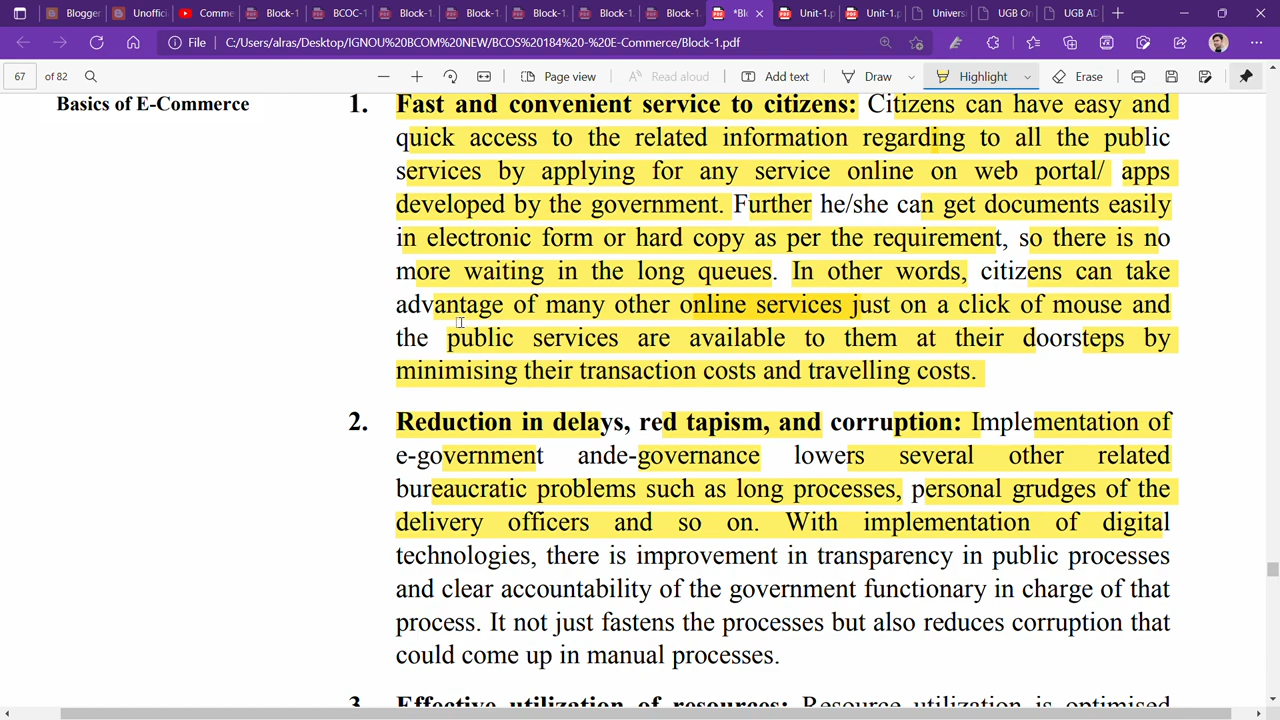 Blogger
Unoffici
Comme
Block-1
BCOC-1
Block-1.
Block-1.
Block-1.
Block-1.
Block-1.
*Blo
Unit-1.p
Unit-1.p
Univers
UGB On
UGB AD
File C:/Users/alras/Desktop/IGNOU%20BCOM%20NEW/BCOS%20184%20-%20E-Commerce/Block-1.pdf
67 of 82 Page view Read aloud Add text Draw Highlight Erase
Basics of E-Commerce
1. Fast and convenient service to citizens: Citizens can have easy and
quick access to the related information regarding to all the public
services by applying for any service online on web portal/ apps
developed by the government. Further he/she can get documents easily
in electronic form or hard copy as per the requirement, so there is no
more waiting in the long queues. In other words, citizens can take
advantage of many other online services just on a click of mouse and
the public services are available to them at their doorsteps by
minimising their transaction costs and travelling costs.
2. Reduction in delays, red tapism, and corruption: Implementation of
e-government ande-governance lowers several other related
bureaucratic problems such as long processes, personal grudges of the
delivery officers and so on. With implementation of digital
technologies, there is improvement in transparency in public processes
and clear accountability of the government functionary in charge of that
process. It not just fastens the processes but also reduces corruption that
could come up in manual processes.
3. Effective utilization of resources: Resource utilization is optimised